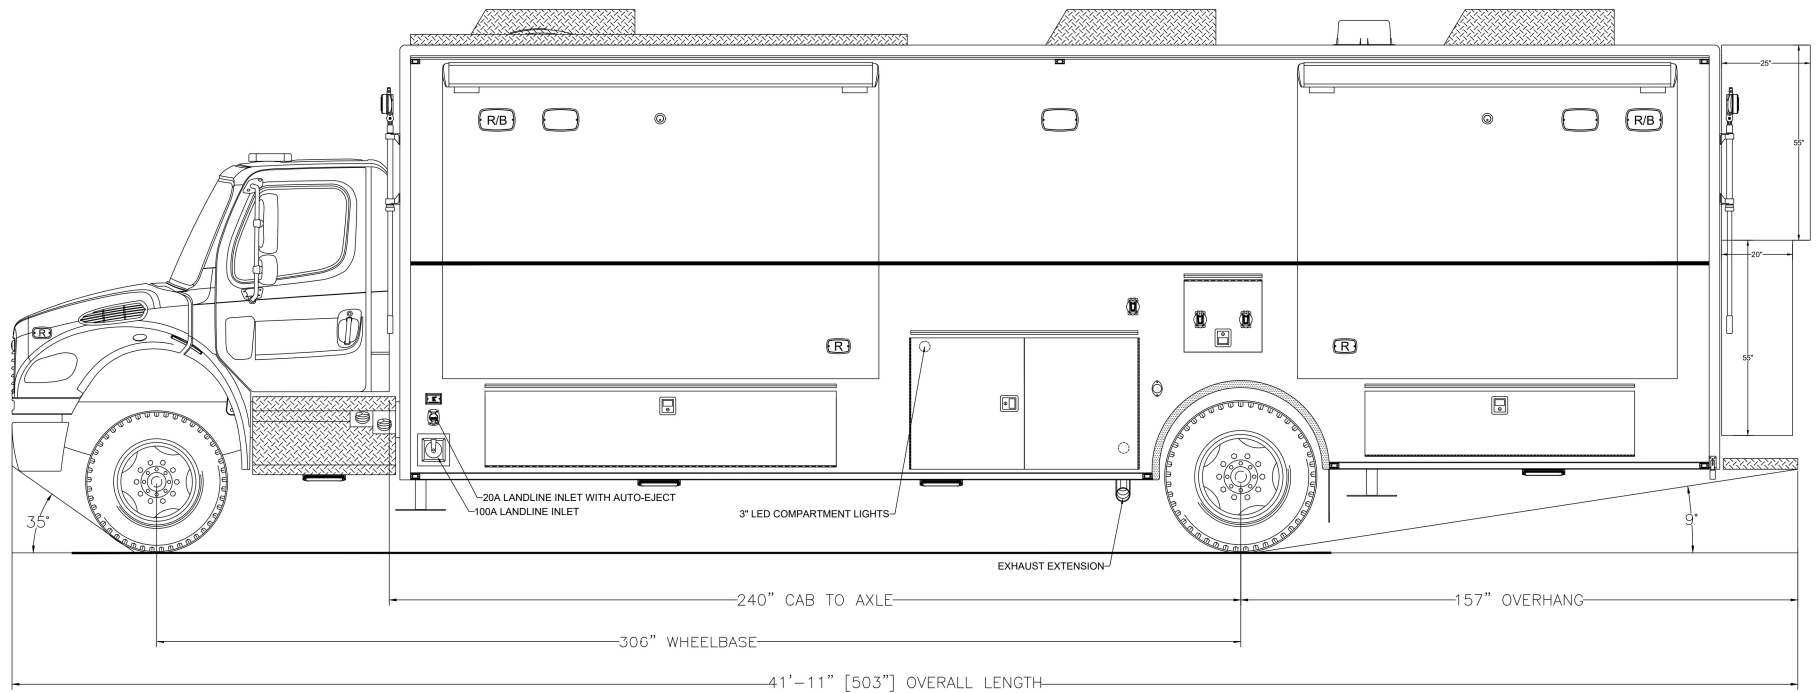 25"
R/B
R/B
55"
20"
R
R
R
55"
20A LANDLINE INLET WITH AUTO-EJECT
100A LANDLINE INLET
3" LED COMPARTMENT LIGHTS
35°
9°
EXHAUST EXTENSION
240” CAB TO AXLE
157” OVERHANG
306” WHEELBASE
41’–11” [503”] OVERALL LENGTH